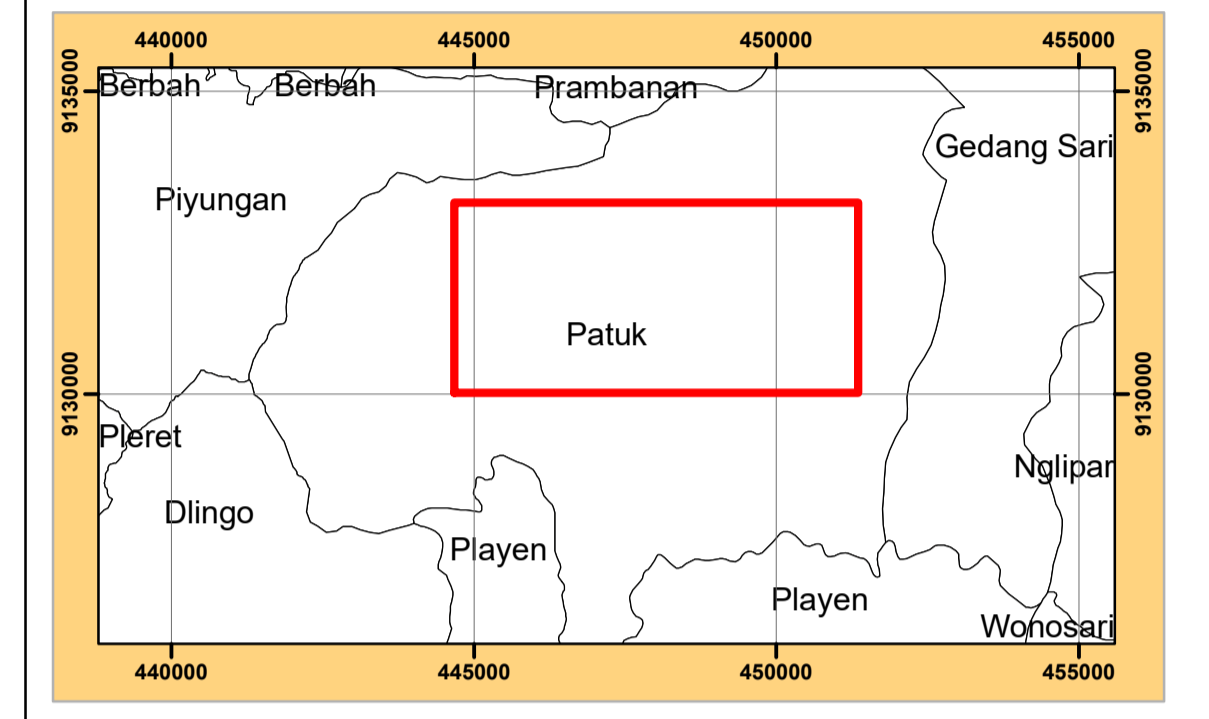 440000 445000 450000 455000
9135000 9135000
Berbah Berbah Prambanan
Gedang Sari
Piyungan
Patuk
9130000 9130000
Pleret
Nglipar
Dlingo
Playen
Playen
Wonosari
440000 445000 450000 455000